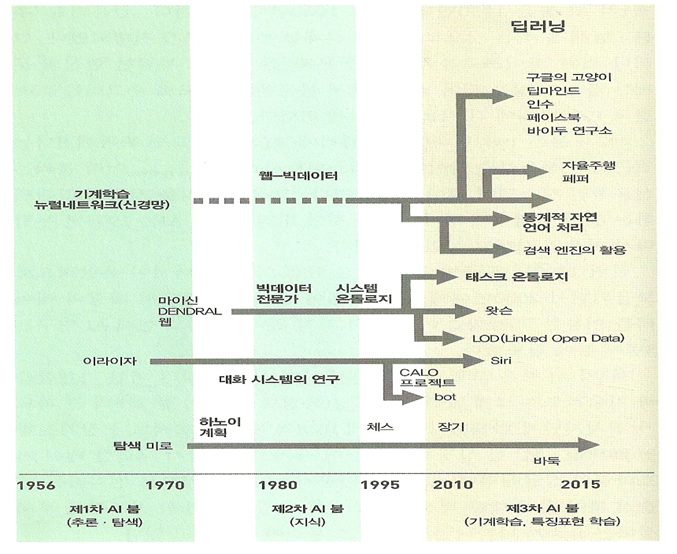 딥러닝
구글의 고양이
딥마인드
인수
페이스북
바이두 연구소
웹-빅데이터
자율주행
페퍼
기계학습
뉴럴네트워크(신경망)
통계적 자연
언어 처리
검색 엔진의 활용
태스크 온톨로지
빅데이터
전문가
시스템
온톨로지
마이신
DENDRAL
웹
왓슨
LOD(Linked Open Data)
이라이자
Siri
대화 시스템의 연구
CALO
프로젝트
bot
하노이
계획
체스
장기
탐색 미로
바둑
1956
1970
1980
1995
2010
2015
제1차 AI 붐
(추론 · 탐색)
제2차 AI 붐
(지식)
제3차 AI 붐
(기계학습, 특징표현 학습)